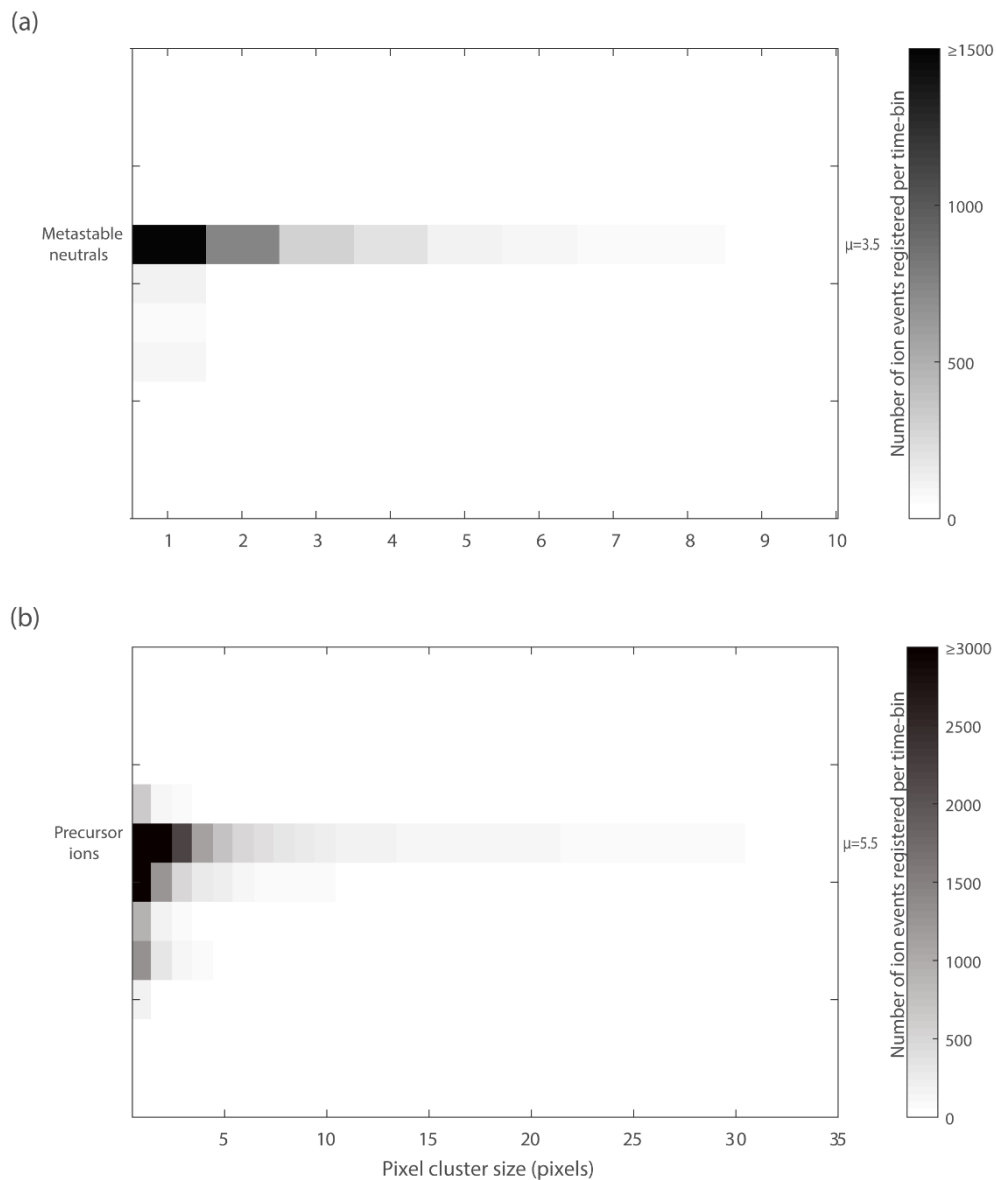 (a)
≥1500
1000
500
0
Number of ion events registered per time-bin
Metastable
neutrals
μ=3.5
1 2 3 4 5 6 7 8 9 10
(b)
≥3000
2500
2000
1500
1000
500
0
Number of ion events registered per time-bin
Precursor
ions
μ=5.5
5 10 15 20 25 30 35
Pixel cluster size (pixels)